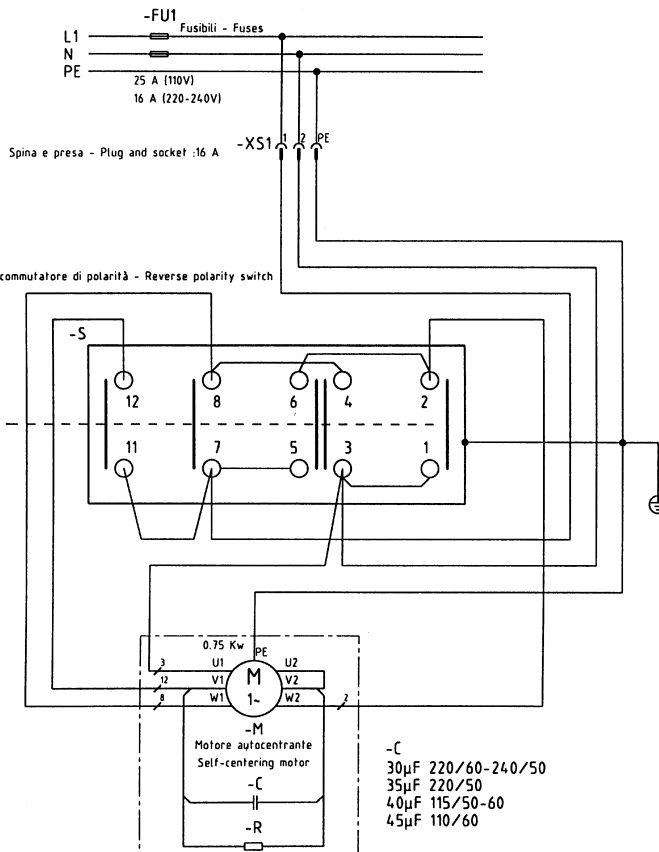 -FU1
Fusibili - Fuses
L1
N
PE
25 A (110V)
16 A (220-240V)
-XS1
1 2 PE
Spina e presa - Plug and socket :16 A
commutatore di polarità - Reverse polarity switch
-S
12 8 6 4 2
11 7 5 3 1
0.75 Kw
PE
3 U1 U2
12 V1 V2
8 W1 W2 2
M
1~
-M
Motore autocentrante
Self-centering motor
-C
-R
-C
30µF 220/60-240/50
35µF 220/50
40µF 115/50-60
45µF 110/60